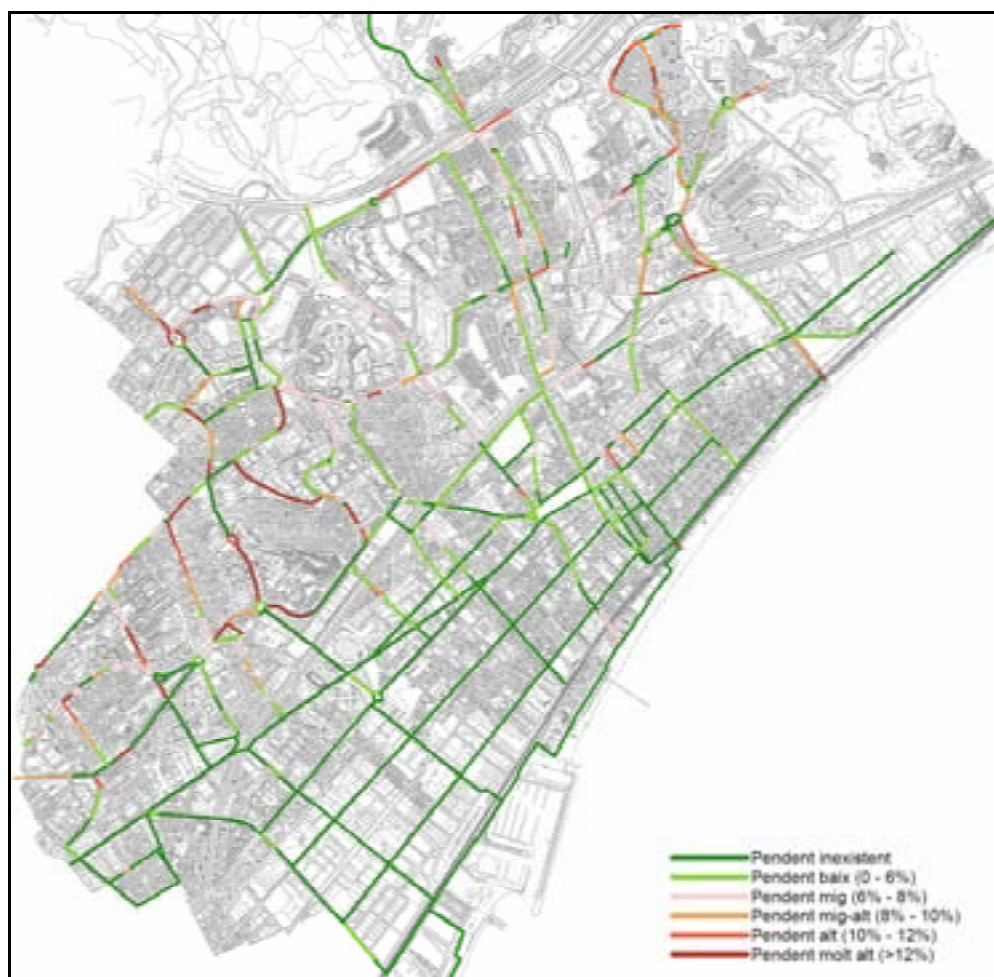 Pendent inexistent
Pendent baix (0 - 6%)
Pendent mig (6% - 8%)
Pendent mig-alt (8% - 10%)
Pendent alt (10% - 12%)
Pendent molt alt (>12%)